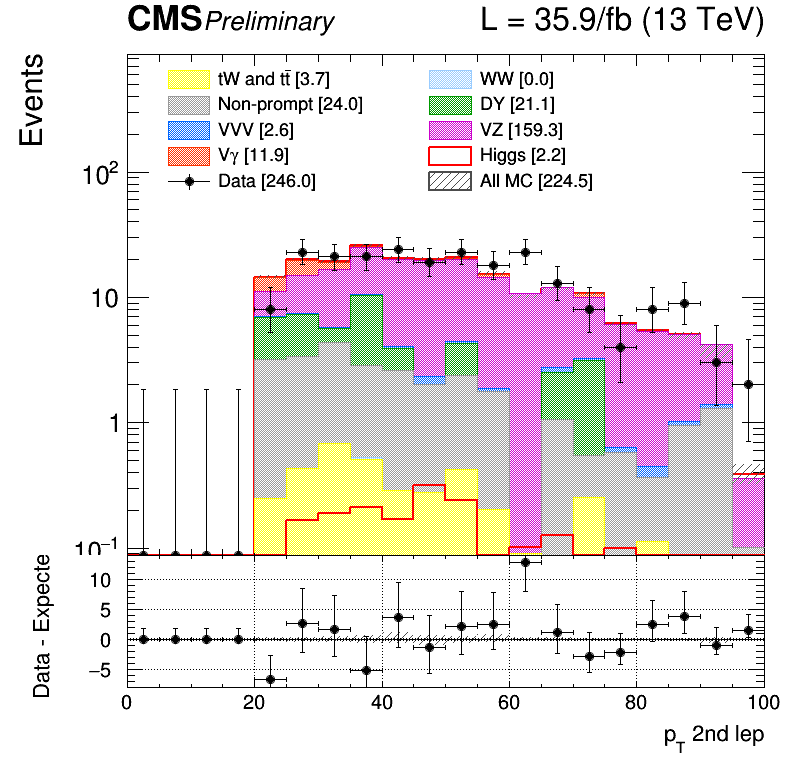 CMS Preliminary L = 35.9/fb (13 TeV)
Events
tW and tt̄ [3.7] WW [0.0]
Non-prompt [24.0] DY [21.1]
VVV [2.6] VZ [159.3]
Vγ [11.9] Higgs [2.2]
Data [246.0] All MC [224.5]
10²
10
1
10⁻¹
Data - Expecte
10
5
0
−5
0 20 40 60 80 100
p_T 2nd lep